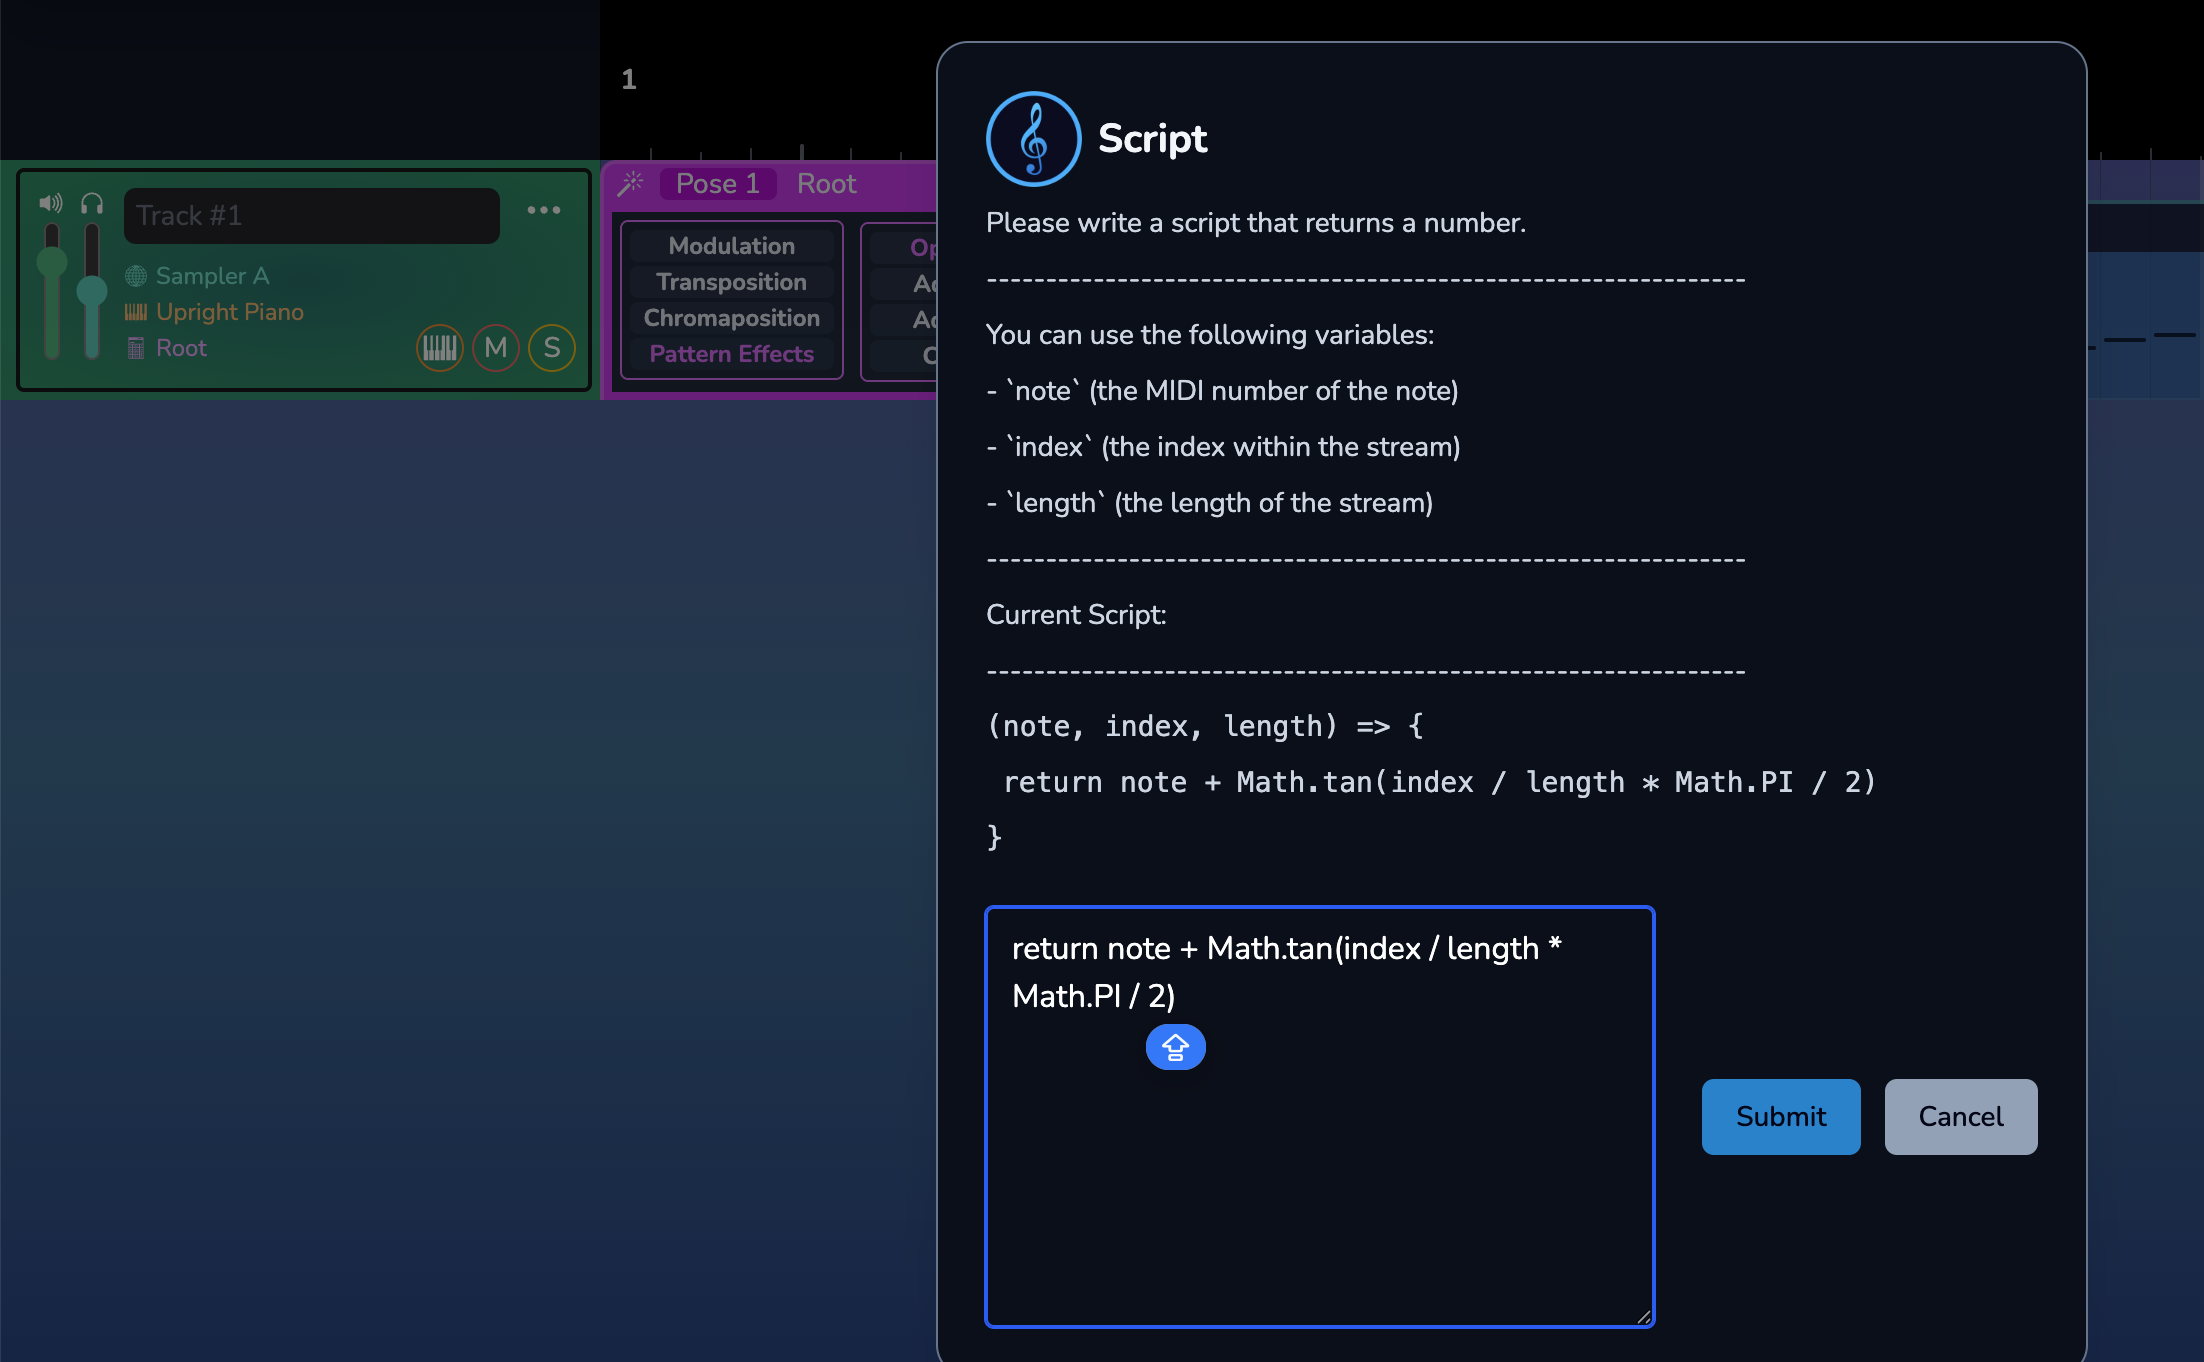 1
Script
Please write a script that returns a number.
----------------------------------------------------------------
You can use the following variables:
- `note` (the MIDI number of the note)
- `index` (the index within the stream)
- `length` (the length of the stream)
----------------------------------------------------------------
Current Script:
----------------------------------------------------------------
(note, index, length) => {
return note + Math.tan(index / length * Math.PI / 2)
}
return note + Math.tan(index / length *
Math.PI / 2)
Submit
Cancel
Track #1
Sampler A
Upright Piano
Root
M
S
Pose 1
Root
Modulation
Transposition
Chromaposition
Pattern Effects